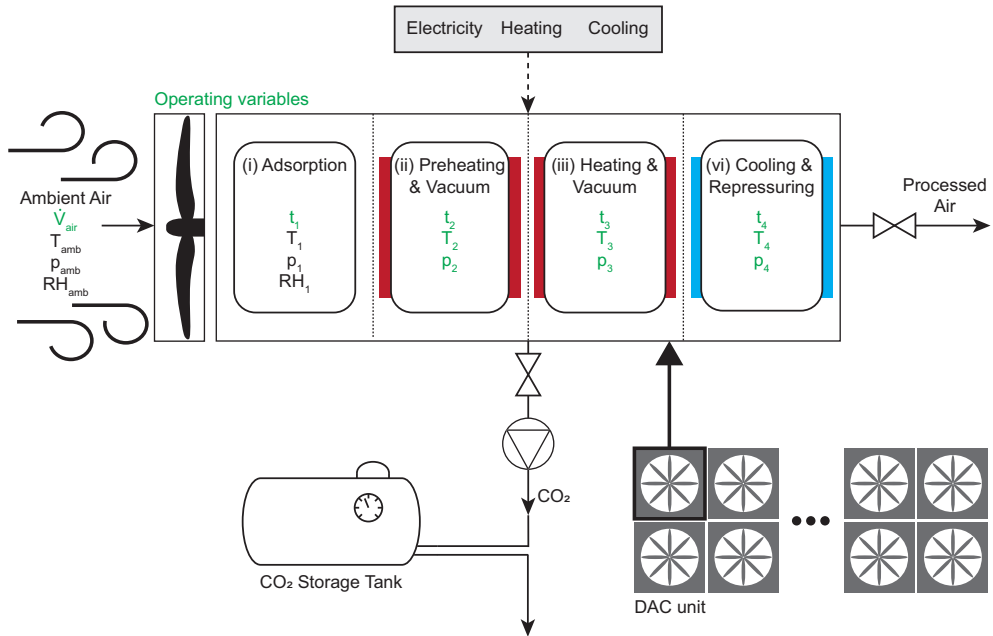 Electricity Heating Cooling
Operating variables
Ambient Air
V̇air
Tamb
pamb
RHamb
(i) Adsorption
t1
T1
p1
RH1
(ii) Preheating
& Vacuum
t2
T2
p2
(iii) Heating &
Vacuum
t3
T3
p3
(vi) Cooling &
Repressuring
t4
T4
p4
Processed
Air
CO₂
CO₂ Storage Tank
DAC unit